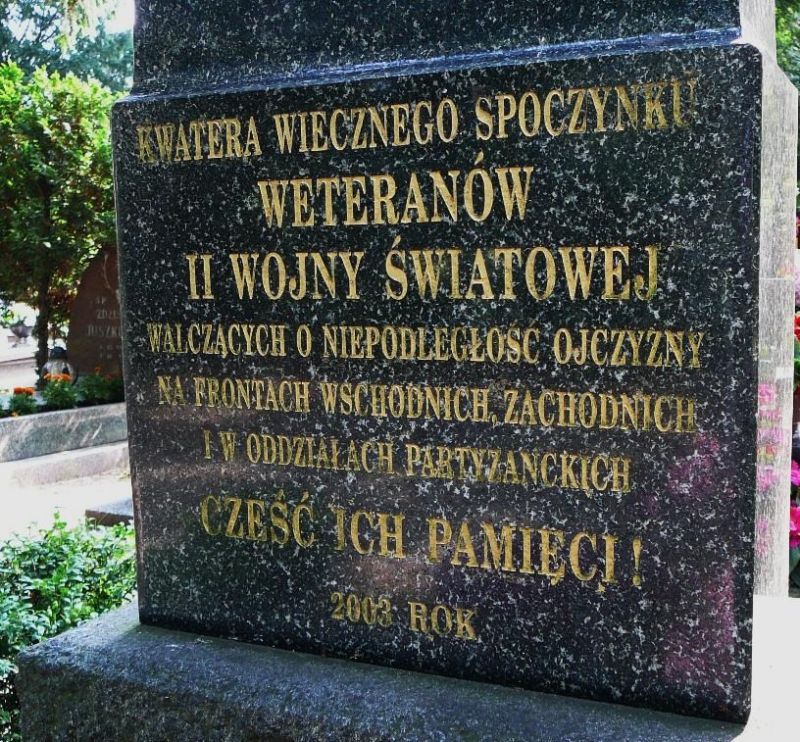 KWATERA WIECZNEGO SPOCZYNKU
WETERANÓW
II WOJNY ŚWIATOWEJ
WALCZĄCYCH O NIEPODLEGŁOŚĆ OJCZYZNY
NA FRONTACH WSCHODNICH, ZACHODNICH
I W ODDZIAŁACH PARTYZANCKICH
CZEŚĆ ICH PAMIĘCI !
2003 ROK